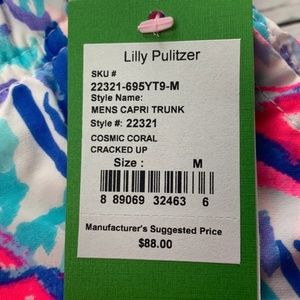 Lilly Pulitzer
SKU #
22321-695YT9-M
Style Name:
MENS CAPRI TRUNK
Style #: 22321
COSMIC CORAL
CRACKED UP
Size : M
8 89069 32463 6
Manufacturer's Suggested Price
$88.00